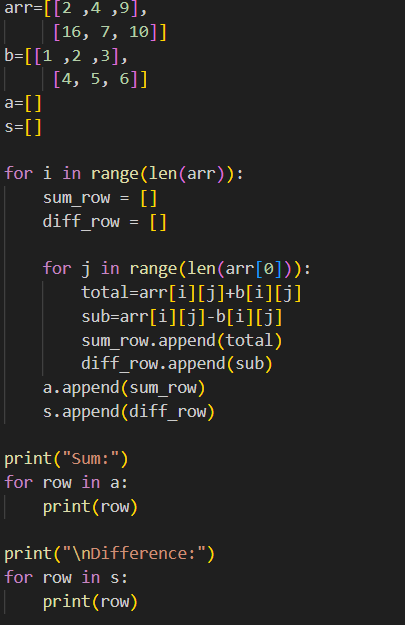 arr=[[2 ,4 ,9],
     [16, 7, 10]]
b=[[1 ,2 ,3],
     [4, 5, 6]]
a=[]
s=[]

for i in range(len(arr)):
    sum_row = []
    diff_row = []

    for j in range(len(arr[0])):
        total=arr[i][j]+b[i][j]
        sub=arr[i][j]-b[i][j]
        sum_row.append(total)
        diff_row.append(sub)
    a.append(sum_row)
    s.append(diff_row)

print("Sum:")
for row in a:
    print(row)

print("\nDifference:")
for row in s:
    print(row)